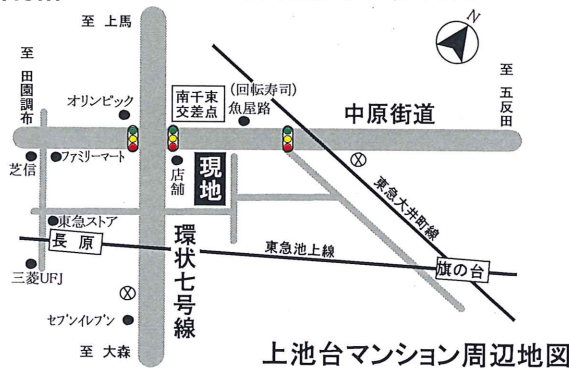 至 上馬
N
至 田園調布
オリンピック
南千束
交差点
(回転寿司)
魚屋路
中原街道
至 五反田
芝信
ファミリーマート
店舗
現地
東急大井町線
東急ストア
長原
環状七号線
東急池上線
旗の台
三菱UFJ
セブンイレブン
至 大森
上池台マンション周辺地図